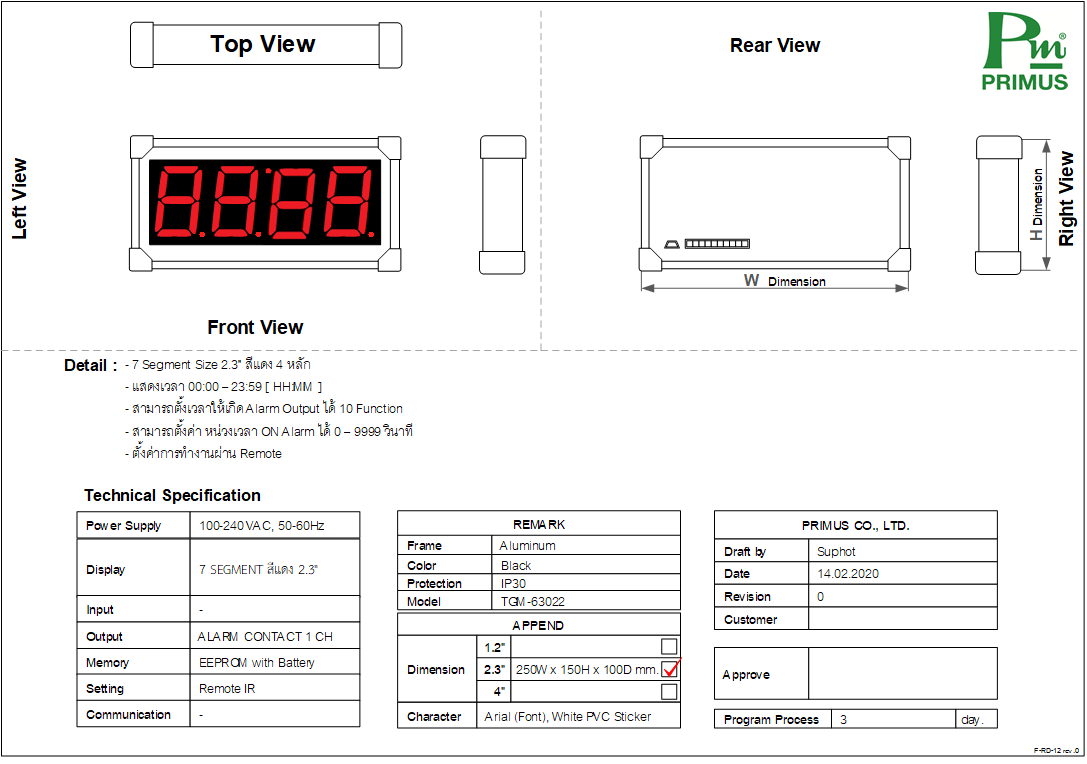 Top View
Rear View
Pm®
PRIMUS
Left View
88:88
H Dimension
Right View
W Dimension
Front View
Detail : - 7 Segment Size 2.3" สีแดง 4 หลัก
- แสดงเวลา 00:00 – 23:59 [ HH:MM ]
- สามารถตั้งเวลาให้เกิด Alarm Output ได้ 10 Function
- สามารถตั้งค่า หน่วงเวลา ON Alarm ได้ 0 – 9999 วินาที
- ตั้งค่าการทำงานผ่าน Remote
Technical Specification
Power Supply 100-240 VAC, 50-60Hz
Display 7 SEGMENT สีแดง 2.3"
Input -
Output ALARM CONTACT 1 CH
Memory EEPROM with Battery
Setting Remote IR
Communication -
REMARK
Frame Aluminum
Color Black
Protection IP30
Model TGM-63022
APPEND
Dimension
1.2"
2.3" 250W x 150H x 100D mm.
4"
Character Arial (Font), White PVC Sticker
PRIMUS CO., LTD.
Draft by Suphot
Date 14.02.2020
Revision 0
Customer
Approve
Program Process 3 day.
F-RD-12 rev.0